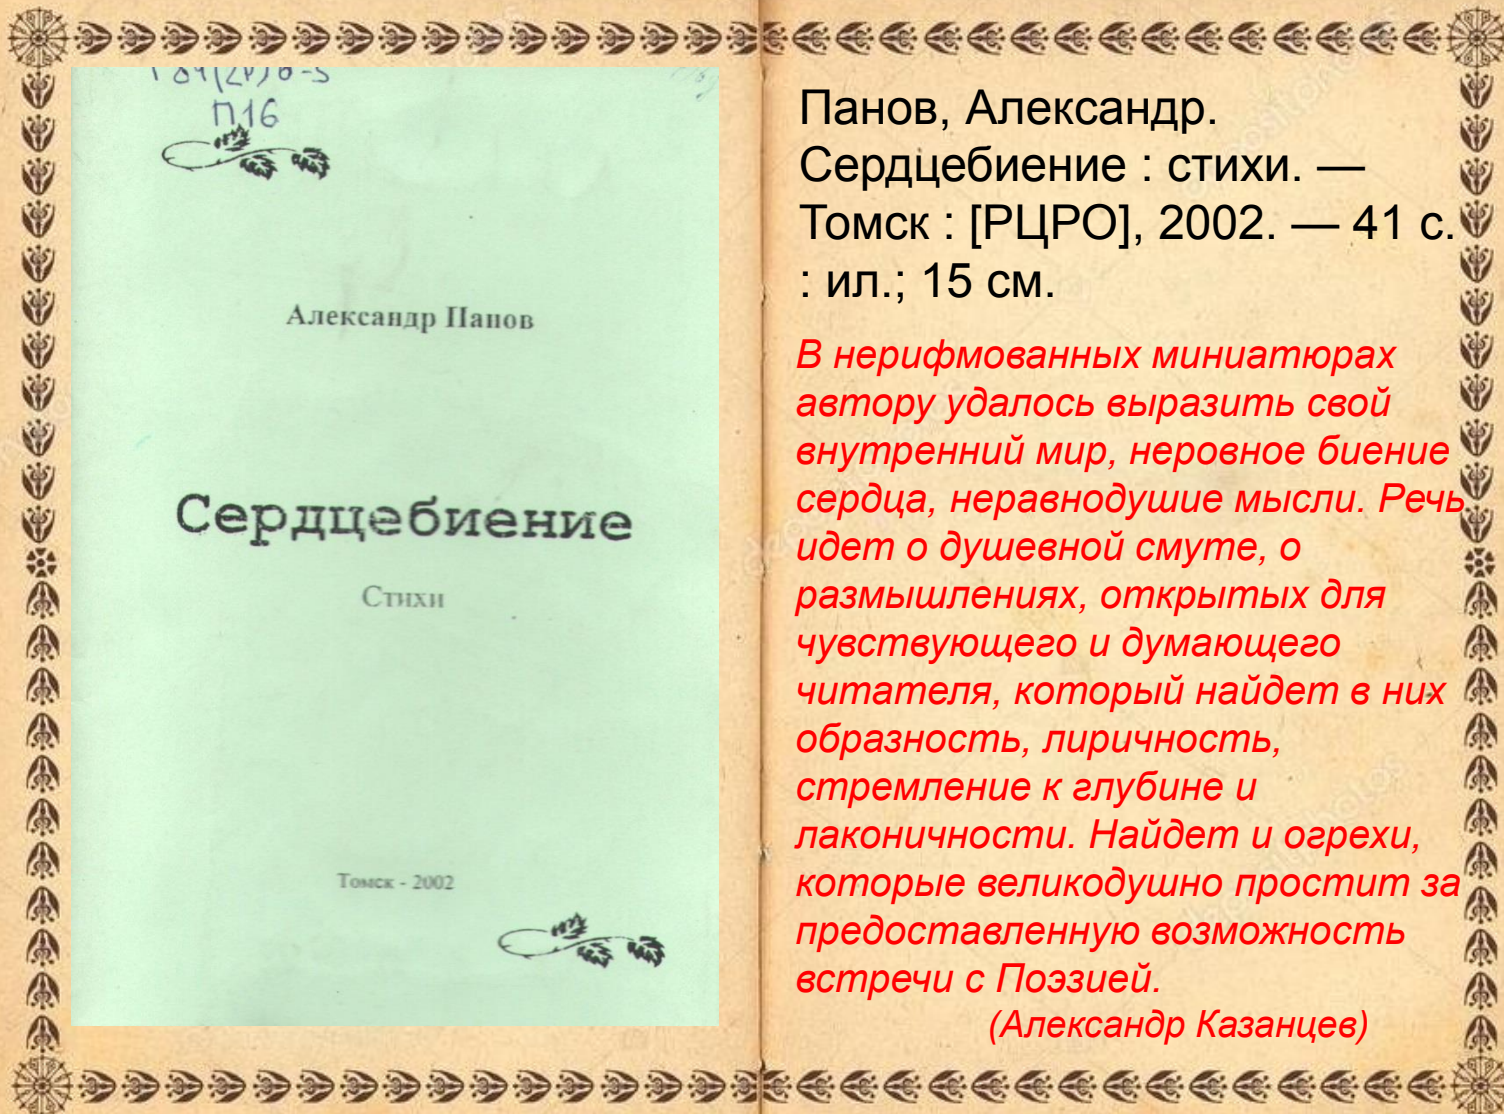 П16
Александр Панов
Сердцебиение
Стихи
Томск - 2002
Панов, Александр.
Сердцебиение : стихи. —
Томск : [РЦРО], 2002. — 41 с.
: ил.; 15 см.
В нерифмованных миниатюрах
автору удалось выразить свой
внутренний мир, неровное биение
сердца, неравнодушие мысли. Речь
идет о душевной смуте, о
размышлениях, открытых для
чувствующего и думающего
читателя, который найдет в них
образность, лиричность,
стремление к глубине и
лаконичности. Найдет и огрехи,
которые великодушно простит за
предоставленную возможность
встречи с Поэзией.
(Александр Казанцев)